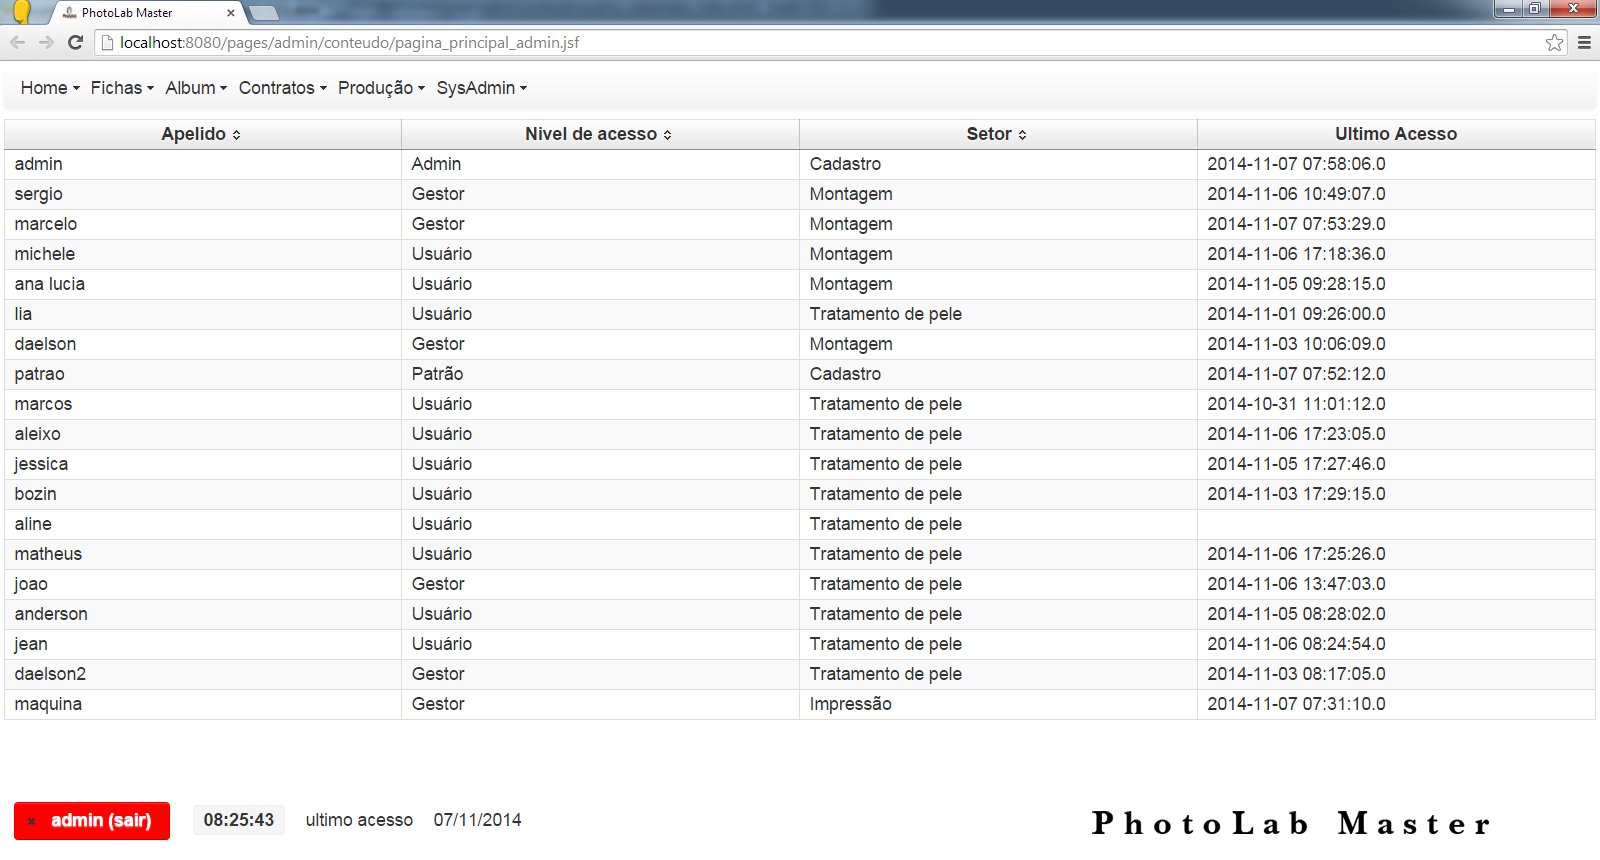 PhotoLab Master
localhost:8080/pages/admin/conteudo/pagina_principal_admin.jsf
Home Fichas Album Contratos Produção SysAdmin
Apelido Nivel de acesso Setor Ultimo Acesso
admin Admin Cadastro 2014-11-07 07:58:06.0
sergio Gestor Montagem 2014-11-06 10:49:07.0
marcelo Gestor Montagem 2014-11-07 07:53:29.0
michele Usuário Montagem 2014-11-06 17:18:36.0
ana lucia Usuário Montagem 2014-11-05 09:28:15.0
lia Usuário Tratamento de pele 2014-11-01 09:26:00.0
daelson Gestor Montagem 2014-11-03 10:06:09.0
patrao Patrão Cadastro 2014-11-07 07:52:12.0
marcos Usuário Tratamento de pele 2014-10-31 11:01:12.0
aleixo Usuário Tratamento de pele 2014-11-06 17:23:05.0
jessica Usuário Tratamento de pele 2014-11-05 17:27:46.0
bozin Usuário Tratamento de pele 2014-11-03 17:29:15.0
aline Usuário Tratamento de pele
matheus Usuário Tratamento de pele 2014-11-06 17:25:26.0
joao Gestor Tratamento de pele 2014-11-06 13:47:03.0
anderson Usuário Tratamento de pele 2014-11-05 08:28:02.0
jean Usuário Tratamento de pele 2014-11-06 08:24:54.0
daelson2 Gestor Tratamento de pele 2014-11-03 08:17:05.0
maquina Gestor Impressão 2014-11-07 07:31:10.0
admin (sair) 08:25:43 ultimo acesso 07/11/2014 PhotoLab Master